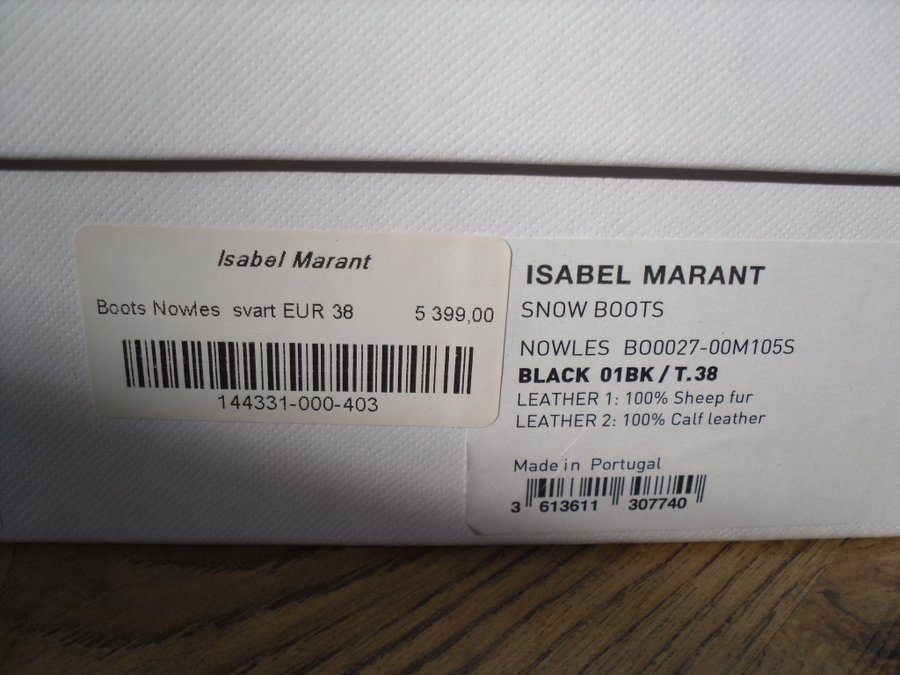 Isabel Marant
Boots Nowles svart EUR 38 5 399,00
144331-000-403
ISABEL MARANT
SNOW BOOTS
NOWLES BO0027-00M105S
BLACK 01BK / T.38
LEATHER 1: 100% Sheep fur
LEATHER 2: 100% Calf leather
Made in Portugal
3 613611 307740